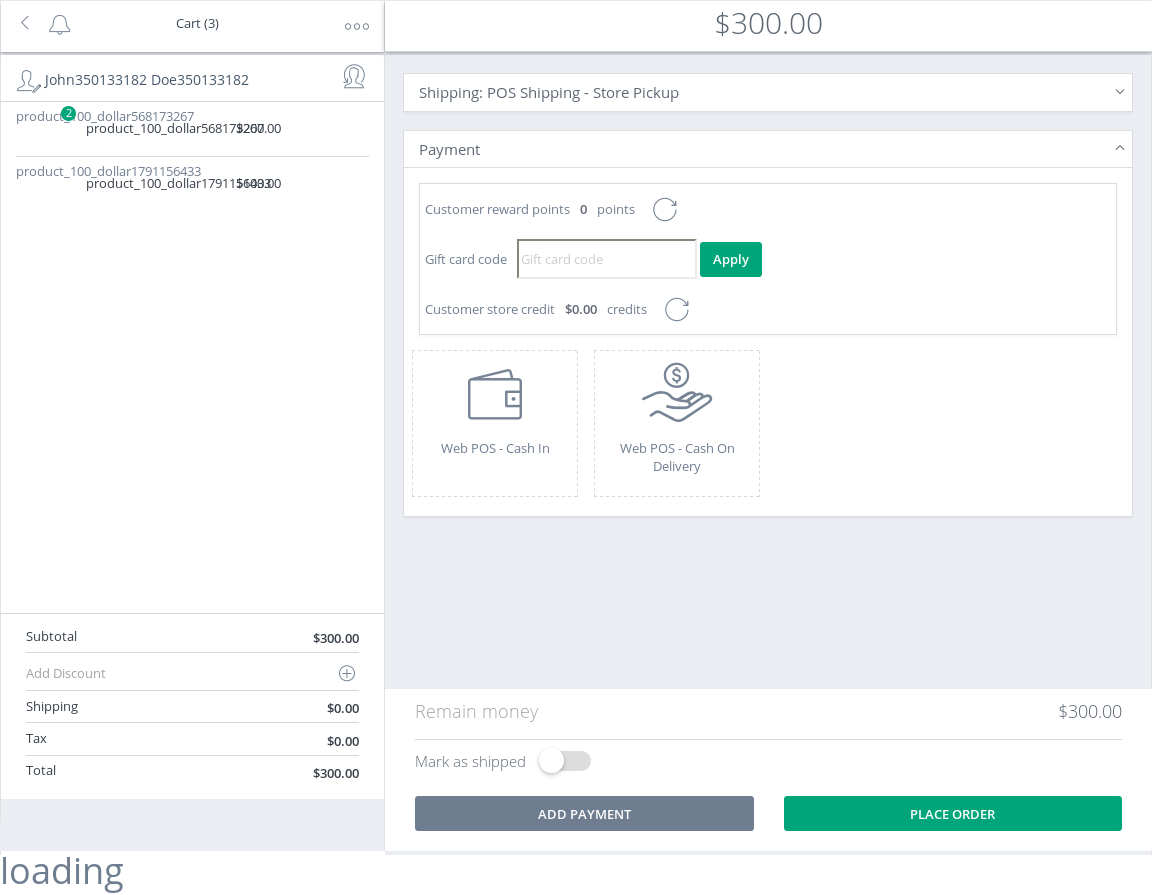 Cart (3)
$300.00
John350133182 Doe350133182
2
product_100_dollar568173267
product_100_dollar568173267
$200.00
product_100_dollar1791156433
product_100_dollar1791156433
$100.00
Subtotal
$300.00
Add Discount
Shipping
$0.00
Tax
$0.00
Total
$300.00
Shipping: POS Shipping - Store Pickup
Payment
Customer reward points 0 points
Gift card code
Gift card code
Apply
Customer store credit $0.00 credits
Web POS - Cash In
Web POS - Cash On
Delivery
Remain money
$300.00
Mark as shipped
ADD PAYMENT
PLACE ORDER
loading